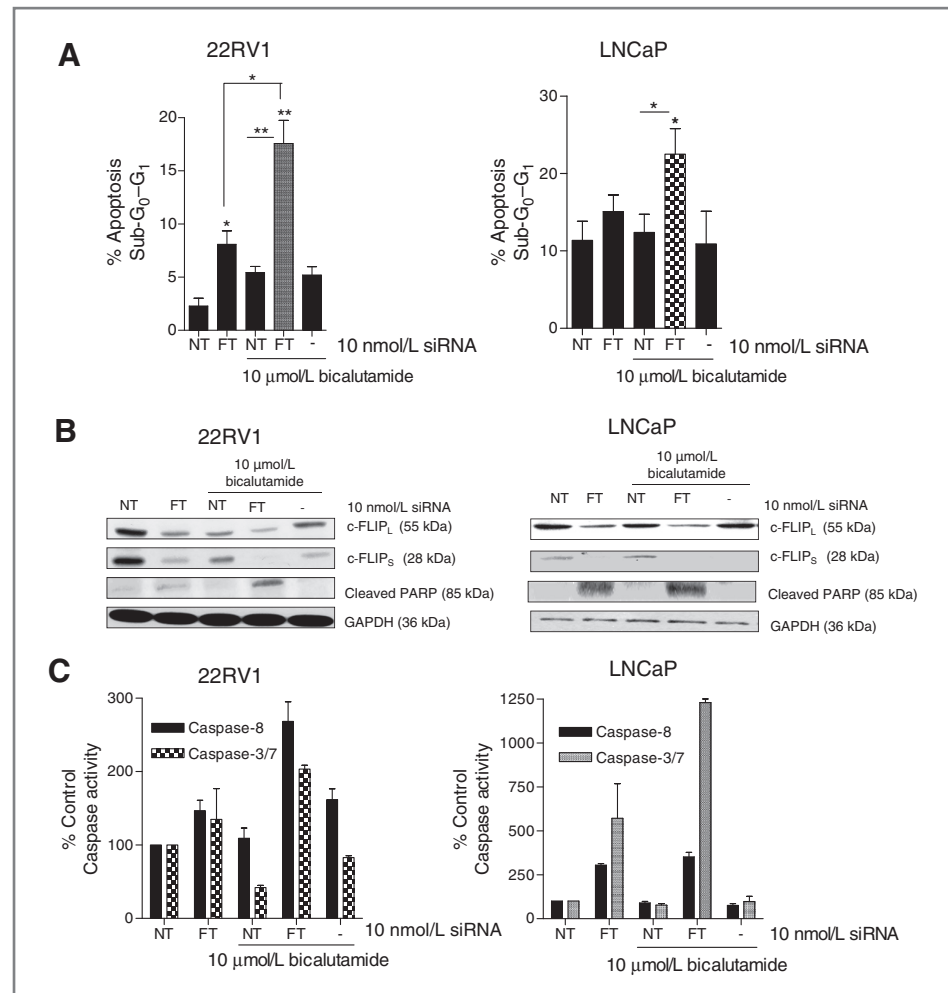 A
22RV1
LNCaP
% Apoptosis
Sub-G0–G1
20
15
10
5
0
*
*
**
**
NT FT NT FT - 10 nmol/L siRNA
10 μmol/L bicalutamide
% Apoptosis
Sub-G0–G1
30
20
10
0
*
*
NT FT NT FT - 10 nmol/L siRNA
10 μmol/L bicalutamide
B
22RV1
10 μmol/L
bicalutamide
NT FT NT FT - 10 nmol/L siRNA
c-FLIPL (55 kDa)
c-FLIPS (28 kDa)
Cleaved PARP (85 kDa)
GAPDH (36 kDa)
LNCaP
10 μmol/L
bicalutamide
NT FT NT FT - 10 nmol/L siRNA
c-FLIPL (55 kDa)
c-FLIPS (28 kDa)
Cleaved PARP (85 kDa)
GAPDH (36 kDa)
C
22RV1
% Control
Caspase activity
300
200
100
0
Caspase-8
Caspase-3/7
NT FT NT FT - 10 nmol/L siRNA
10 μmol/L bicalutamide
LNCaP
% Control
Caspase activity
1250
1000
750
500
250
0
Caspase-8
Caspase-3/7
NT FT NT FT - 10 nmol/L siRNA
10 μmol/L bicalutamide